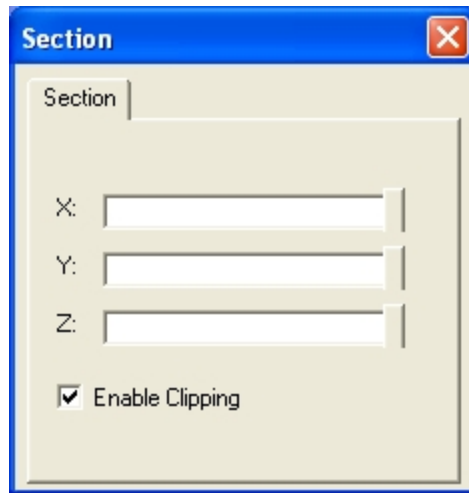 Section
Section
X:
Y:
Z:
Enable Clipping